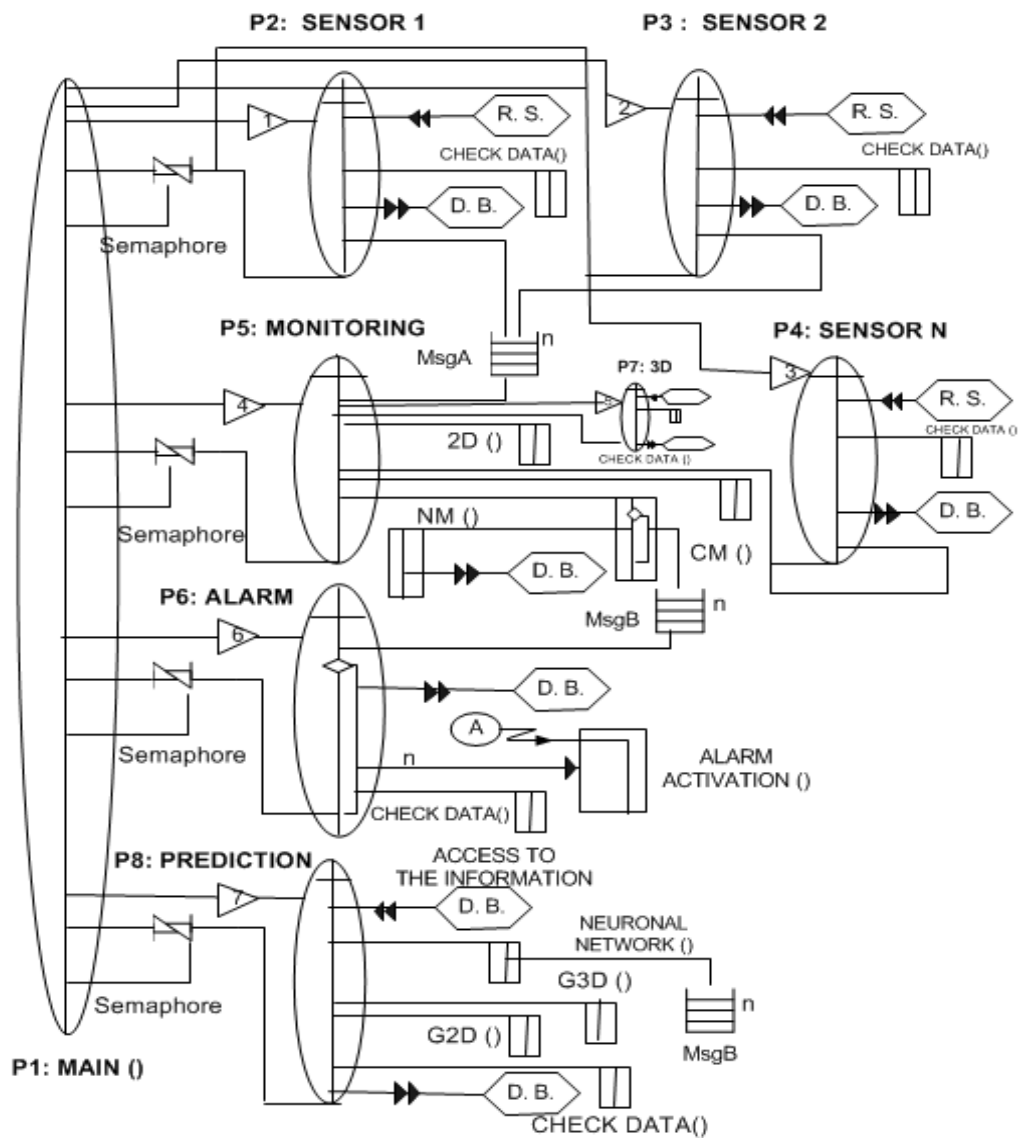 P2: SENSOR 1
P3 : SENSOR 2
1
R. S.
2
R. S.
CHECK DATA()
CHECK DATA()
D. B.
D. B.
Semaphore
P5: MONITORING
MsgA
n
P4: SENSOR N
P7: 3D
3
4
R. S.
2D ()
CHECK DATA ()
CHECK DATA ()
NM ()
D. B.
Semaphore
CM ()
D. B.
P6: ALARM
MsgB
n
6
D. B.
A
Semaphore
n
ALARM
ACTIVATION ()
CHECK DATA()
P8: PREDICTION
ACCESS TO
THE INFORMATION
7
D. B.
NEURONAL
NETWORK ()
G3D ()
Semaphore
n
G2D ()
MsgB
P1: MAIN ()
D. B.
CHECK DATA()